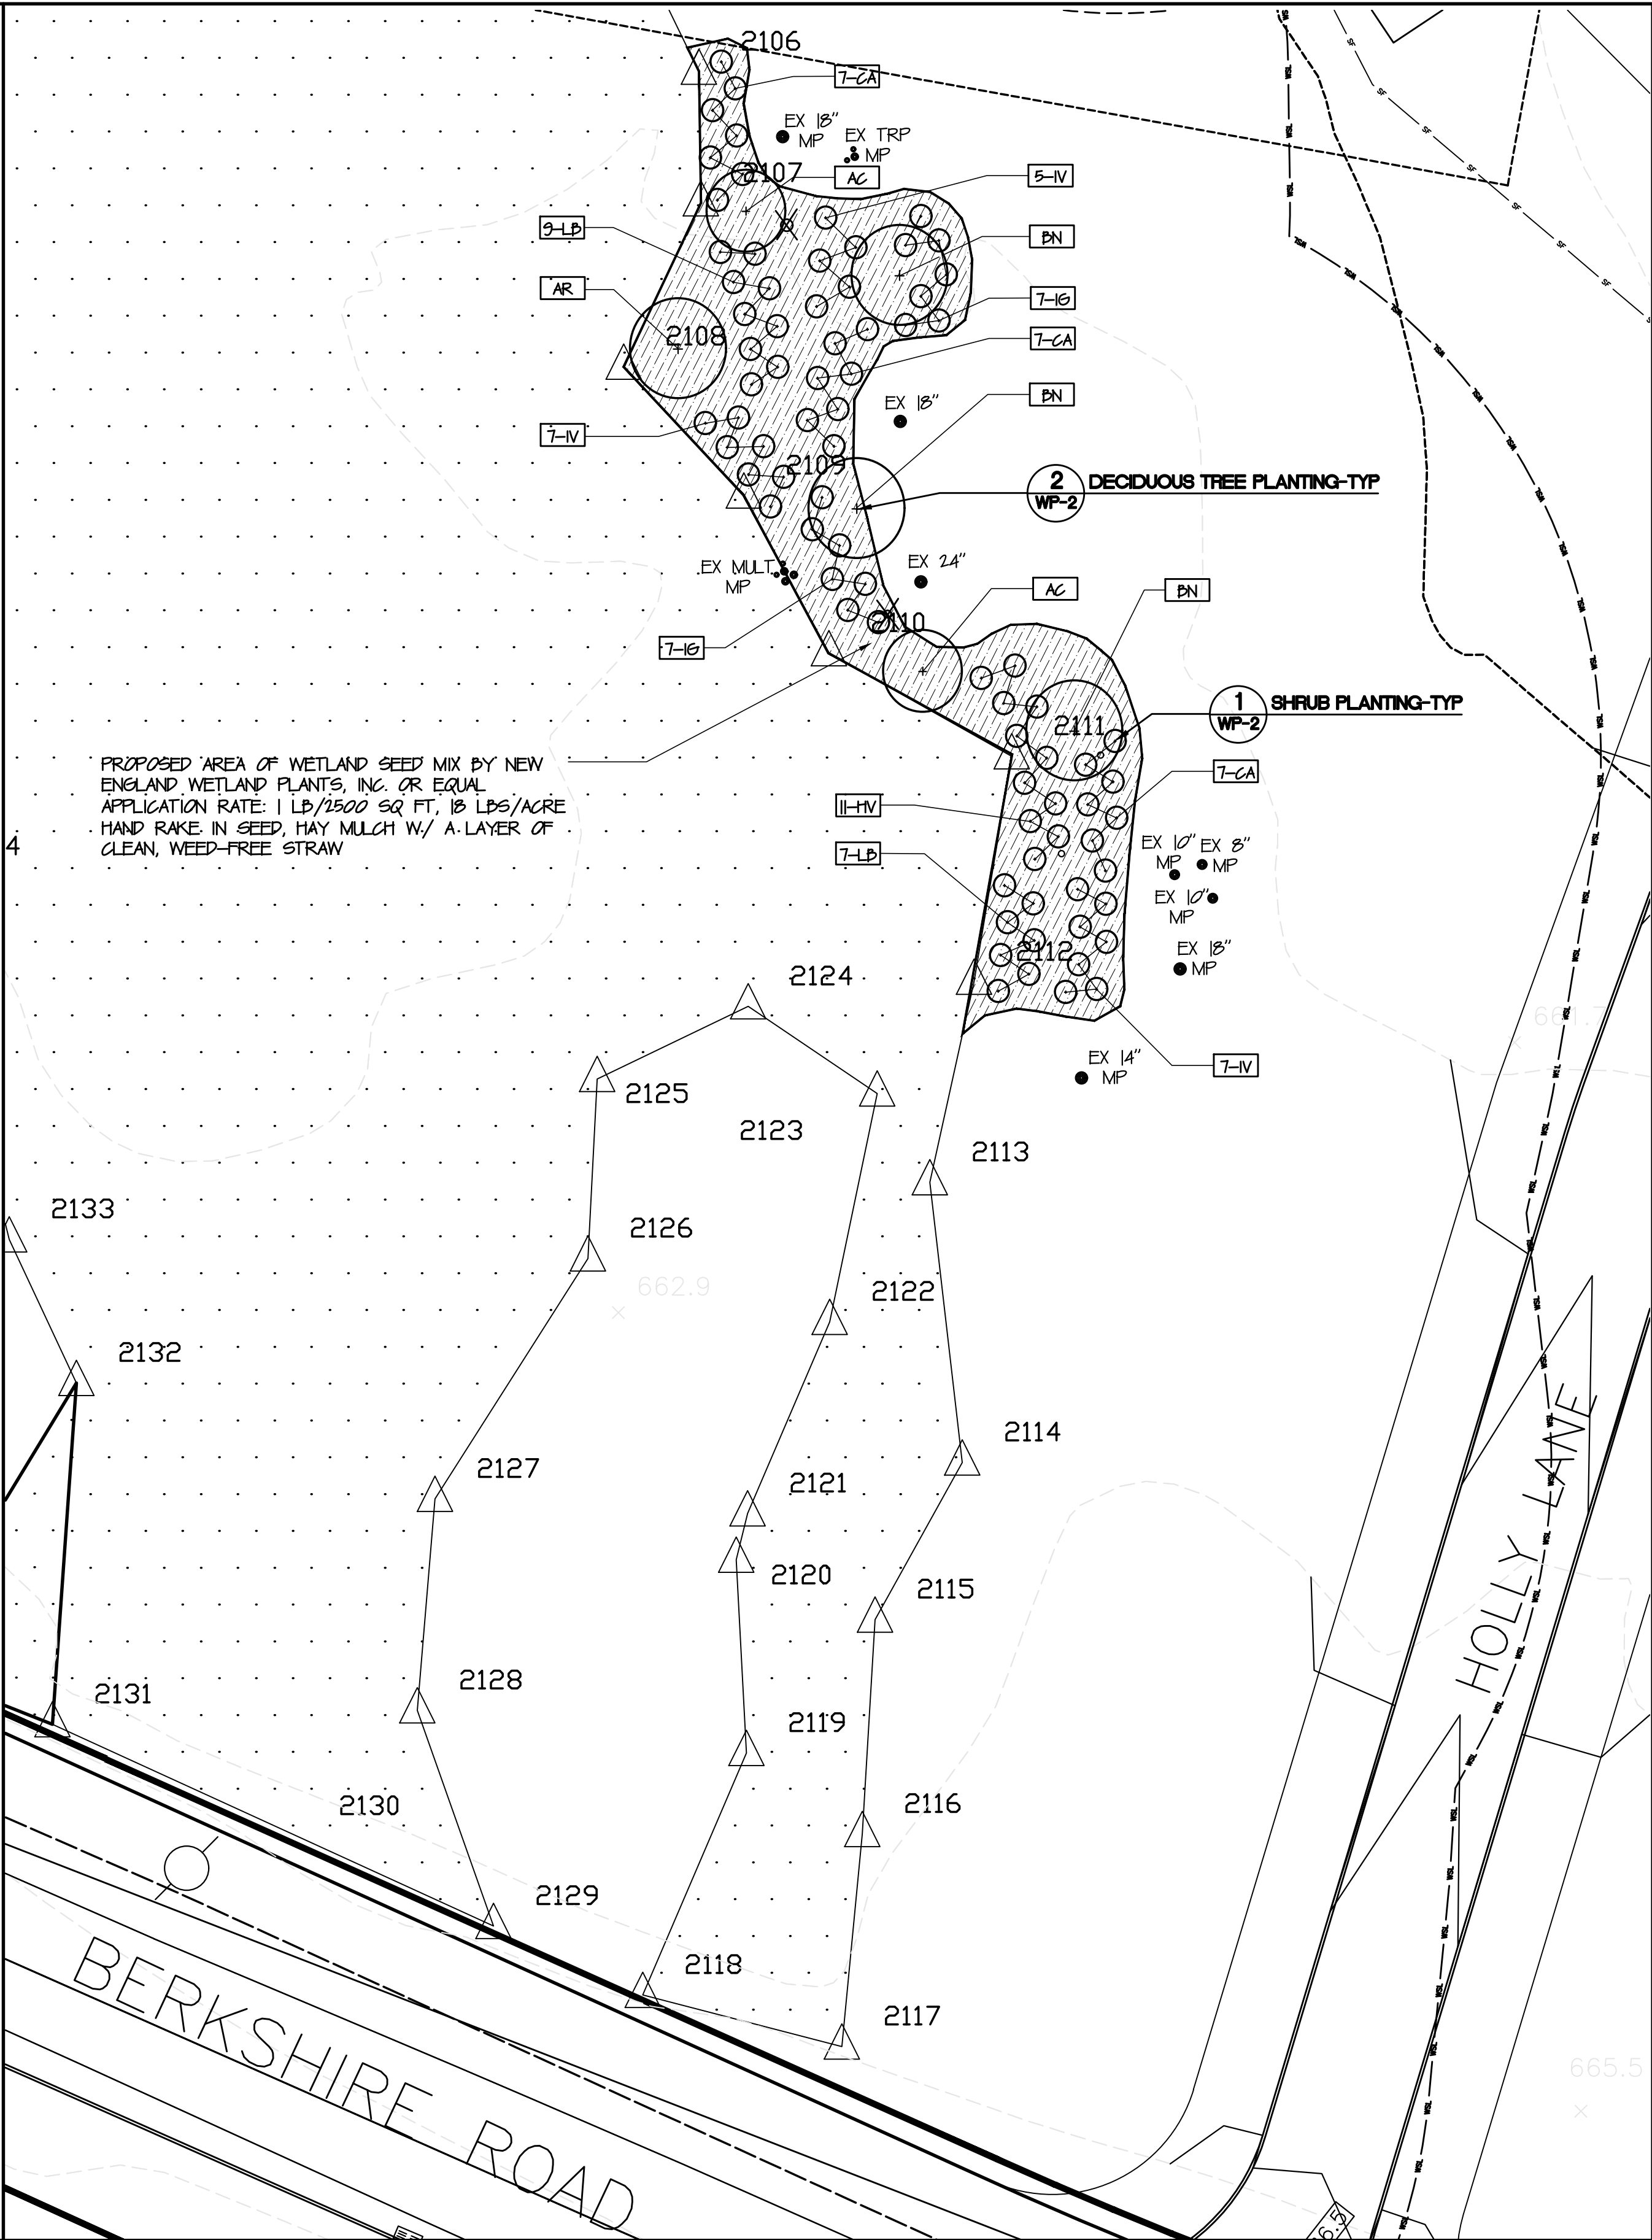 2106
7-CA
EX 18"
MP
EX TRP
MP
2107
AC
5-IV
9-LB
BN
AR
7-IG
2108
7-CA
BN
EX 18"
7-IV
2109
2
WP-2
DECIDUOUS TREE PLANTING-TYP
EX MULT
MP
EX 24"
AC
BN
2110
7-IG
1
WP-2
SHRUB PLANTING-TYP
2111
PROPOSED AREA OF WETLAND SEED MIX BY NEW
ENGLAND WETLAND PLANTS, INC. OR EQUAL
APPLICATION RATE: 1 LB/2500 SQ FT, 18 LBS/ACRE
HAND RAKE IN SEED, HAY MULCH W/ A LAYER OF
CLEAN, WEED-FREE STRAW
4
7-CA
11-HV
7-LB
EX 10"
MP
EX 8"
MP
EX 10"
MP
EX 18"
MP
2112
2124
EX 14"
MP
7-IV
2125
2123
2113
2133
2126
662.9
2122
2132
2114
2127
2121
2120
2115
HOLLY LANE
2128
2131
2119
2130
2116
2129
2118
2117
BERKSHIRE ROAD
665.5